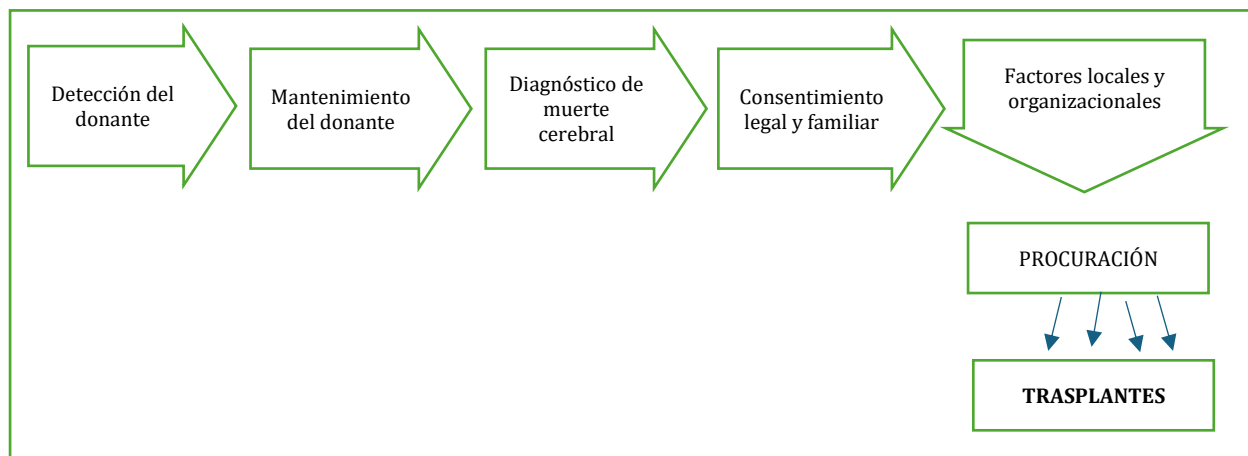 Detección del
donante
Mantenimiento
del donante
Diagnóstico de
muerte
cerebral
Consentimiento
legal y familiar
Factores locales y
organizacionales
PROCURACIÓN
TRASPLANTES